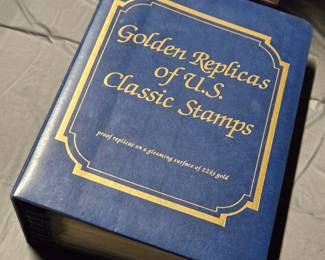 Golden Replicas
of U.S.
Classic Stamps
proof replicas on a gleaming surface of 22kt gold